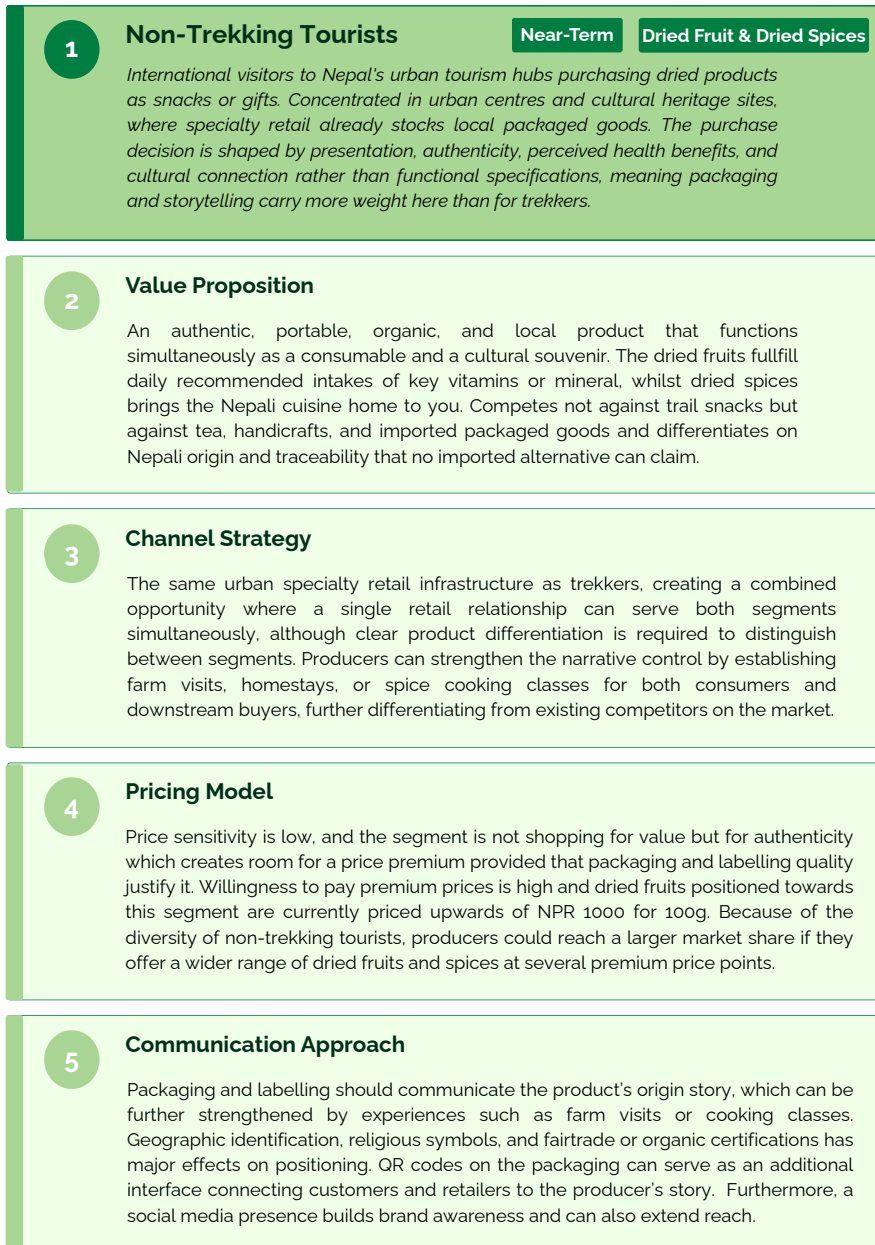 1
Non-Trekking Tourists
Near-Term
Dried Fruit & Dried Spices
International visitors to Nepal's urban tourism hubs purchasing dried products
as snacks or gifts. Concentrated in urban centres and cultural heritage sites,
where specialty retail already stocks local packaged goods. The purchase
decision is shaped by presentation, authenticity, perceived health benefits, and
cultural connection rather than functional specifications, meaning packaging
and storytelling carry more weight here than for trekkers.
2
Value Proposition
An authentic, portable, organic, and local product that functions
simultaneously as a consumable and a cultural souvenir. The dried fruits fullfill
daily recommended intakes of key vitamins or mineral, whilst dried spices
brings the Nepali cuisine home to you. Competes not against trail snacks but
against tea, handicrafts, and imported packaged goods and differentiates on
Nepali origin and traceability that no imported alternative can claim.
3
Channel Strategy
The same urban specialty retail infrastructure as trekkers, creating a combined
opportunity where a single retail relationship can serve both segments
simultaneously, although clear product differentiation is required to distinguish
between segments. Producers can strengthen the narrative control by establishing
farm visits, homestays, or spice cooking classes for both consumers and
downstream buyers, further differentiating from existing competitors on the market.
4
Pricing Model
Price sensitivity is low, and the segment is not shopping for value but for authenticity
which creates room for a price premium provided that packaging and labelling quality
justify it. Willingness to pay premium prices is high and dried fruits positioned towards
this segment are currently priced upwards of NPR 1000 for 100g. Because of the
diversity of non-trekking tourists, producers could reach a larger market share if they
offer a wider range of dried fruits and spices at several premium price points.
5
Communication Approach
Packaging and labelling should communicate the product's origin story, which can be
further strengthened by experiences such as farm visits or cooking classes.
Geographic identification, religious symbols, and fairtrade or organic certifications has
major effects on positioning. QR codes on the packaging can serve as an additional
interface connecting customers and retailers to the producer's story. Furthermore, a
social media presence builds brand awareness and can also extend reach.